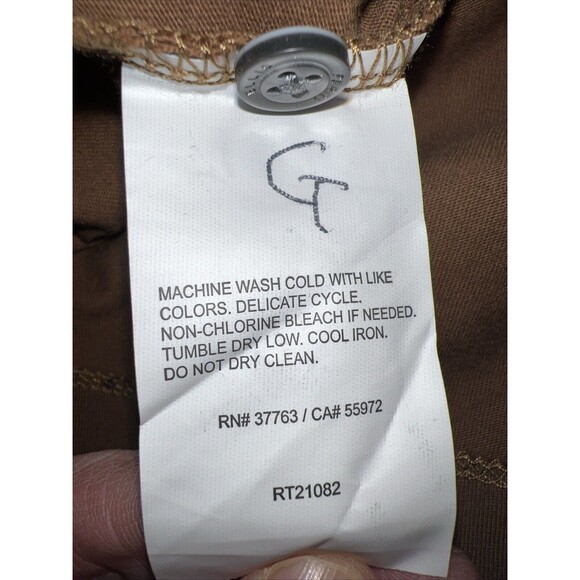 G
MACHINE WASH COLD WITH LIKE
COLORS. DELICATE CYCLE.
NON-CHLORINE BLEACH IF NEEDED.
TUMBLE DRY LOW. COOL IRON.
DO NOT DRY CLEAN.
RN# 37763 / CA# 55972
RT21082